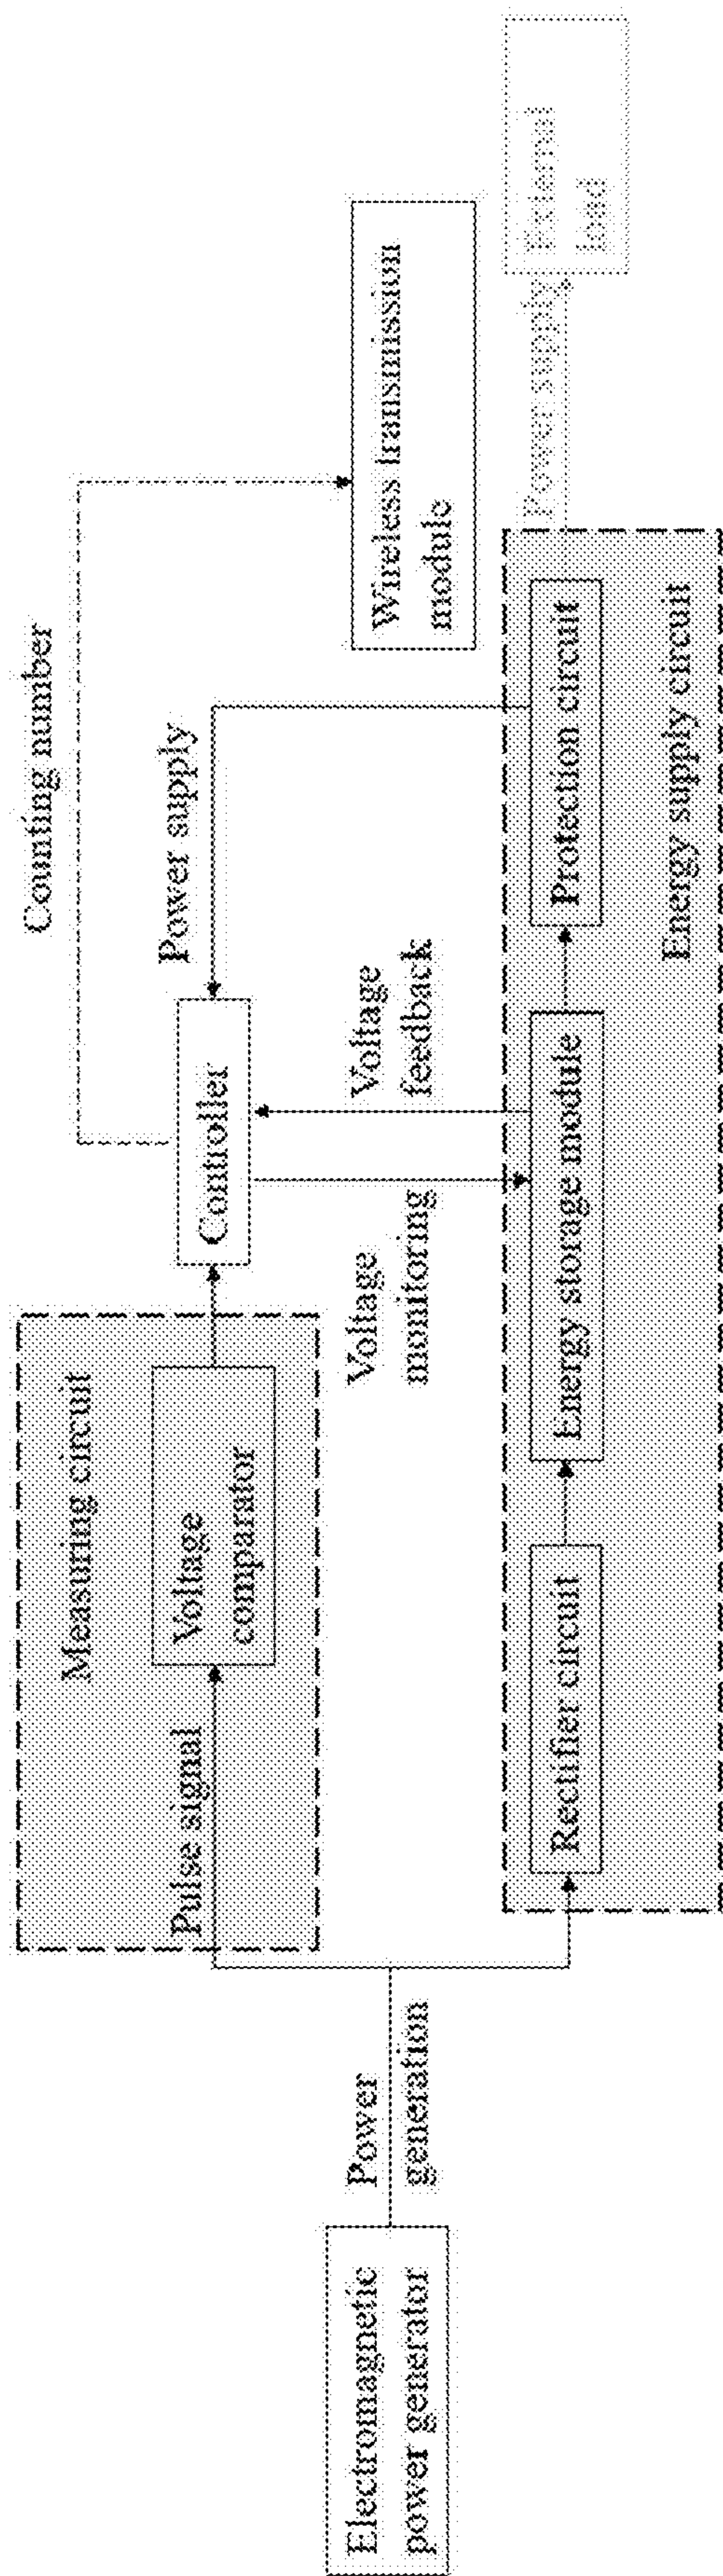 Electromagnetic
power generator
Power
generation
Measuring circuit
Pulse signal
Voltage
comparator
Controller
Counting number
Power supply
Voltage
monitoring
Voltage
feedback
Wireless transmission
module
Rectifier circuit
Energy storage module
Protection circuit
Energy supply circuit
Power supply
External
load